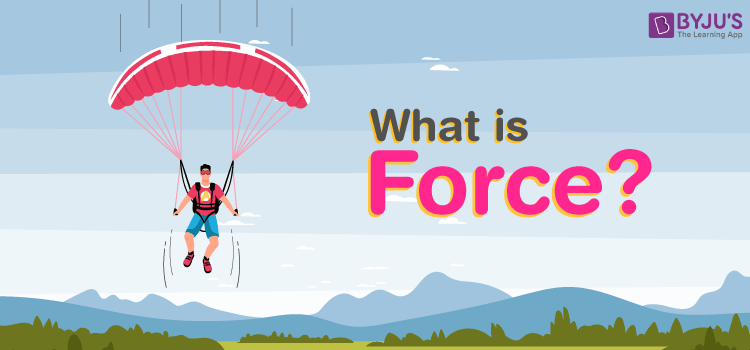 BYJU'S
The Learning App
What is
Force?